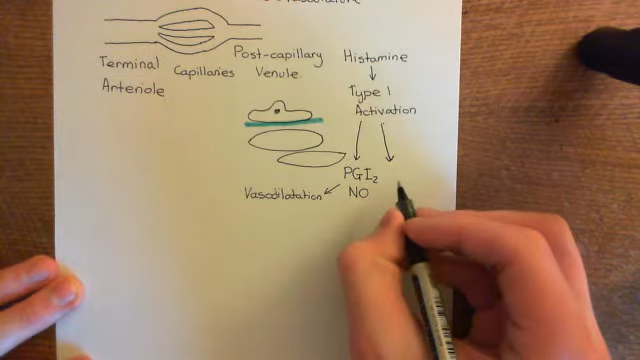 Terminal
Arteriole
Capillaries
Post-capillary
Venule.
Histamine
Type 1
Activation
PGI2
NO
Vasodilatation